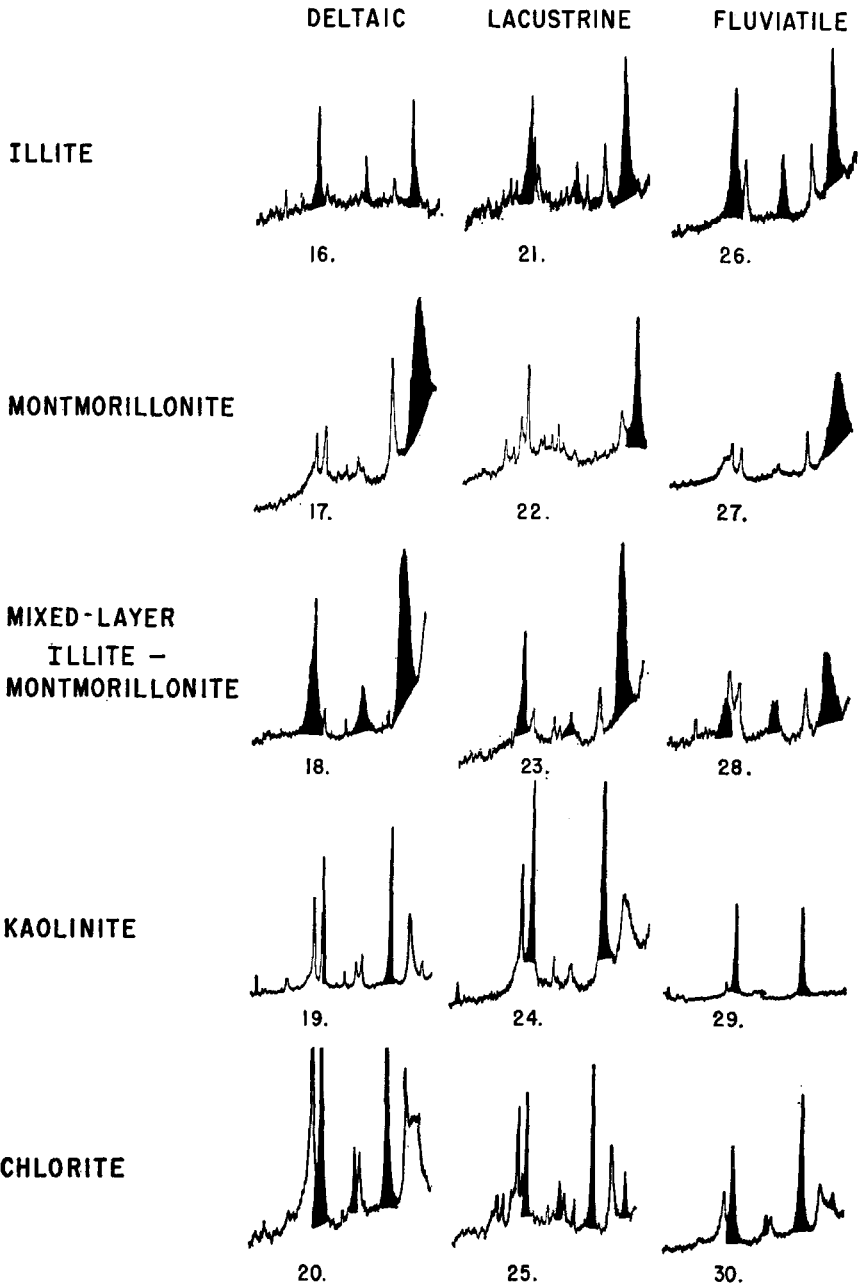 DELTAIC LACUSTRINE FLUVIATILE
ILLITE
16. 21. 26.
MONTMORILLONITE
17. 22. 27.
MIXED-LAYER
ILLITE –
MONTMORILLONITE
18. 23. 28.
KAOLINITE
19. 24. 29.
CHLORITE
20. 25. 30.